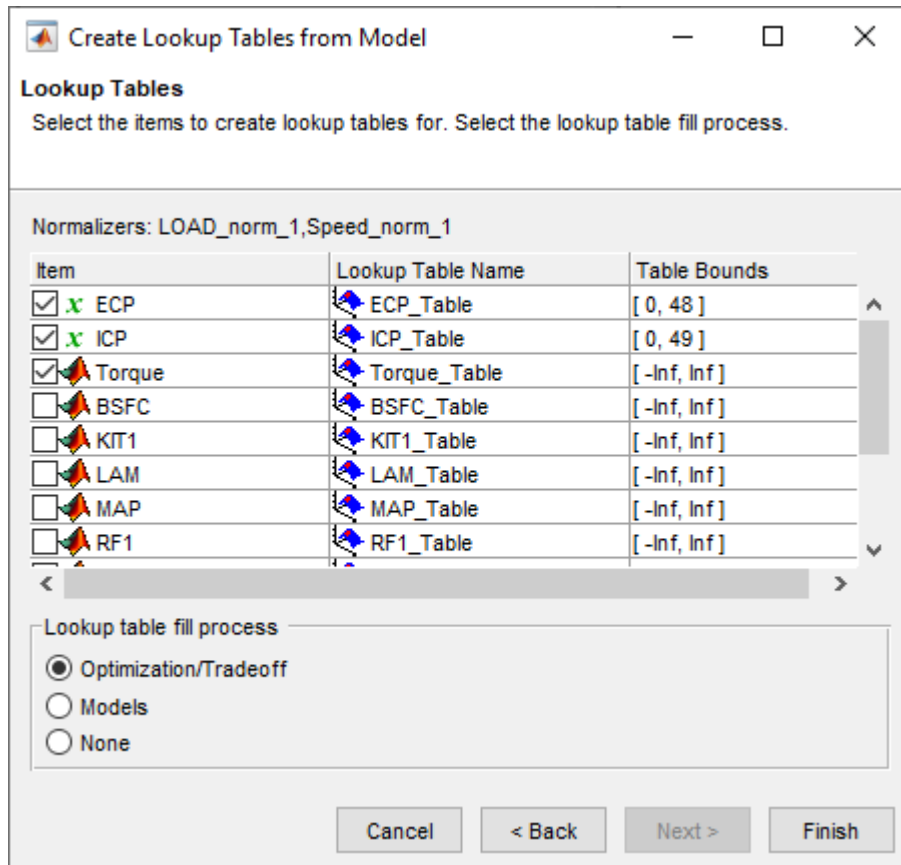 Create Lookup Tables from Model
Lookup Tables
Select the items to create lookup tables for. Select the lookup table fill process.
Normalizers: LOAD_norm_1,Speed_norm_1
Item Lookup Table Name Table Bounds
x ECP ECP_Table [ 0, 48 ]
x ICP ICP_Table [ 0, 49 ]
Torque Torque_Table [ -Inf, Inf ]
BSFC BSFC_Table [ -Inf, Inf ]
KIT1 KIT1_Table [ -Inf, Inf ]
LAM LAM_Table [ -Inf, Inf ]
MAP MAP_Table [ -Inf, Inf ]
RF1 RF1_Table [ -Inf, Inf ]
Lookup table fill process
Optimization/Tradeoff
Models
None
Cancel < Back Next > Finish